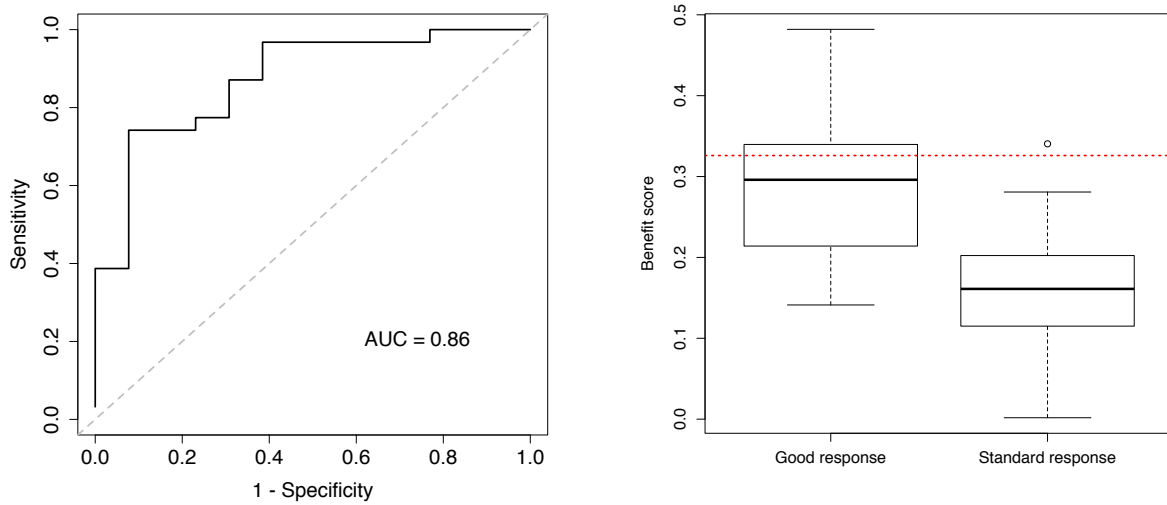 Sensitivity
1.0
0.8
0.6
0.4
0.2
0.0
AUC = 0.86
0.0 0.2 0.4 0.6 0.8 1.0
1 - Specificity
Benefit score
0.5
0.4
0.3
0.2
0.1
0.0
Good response Standard response